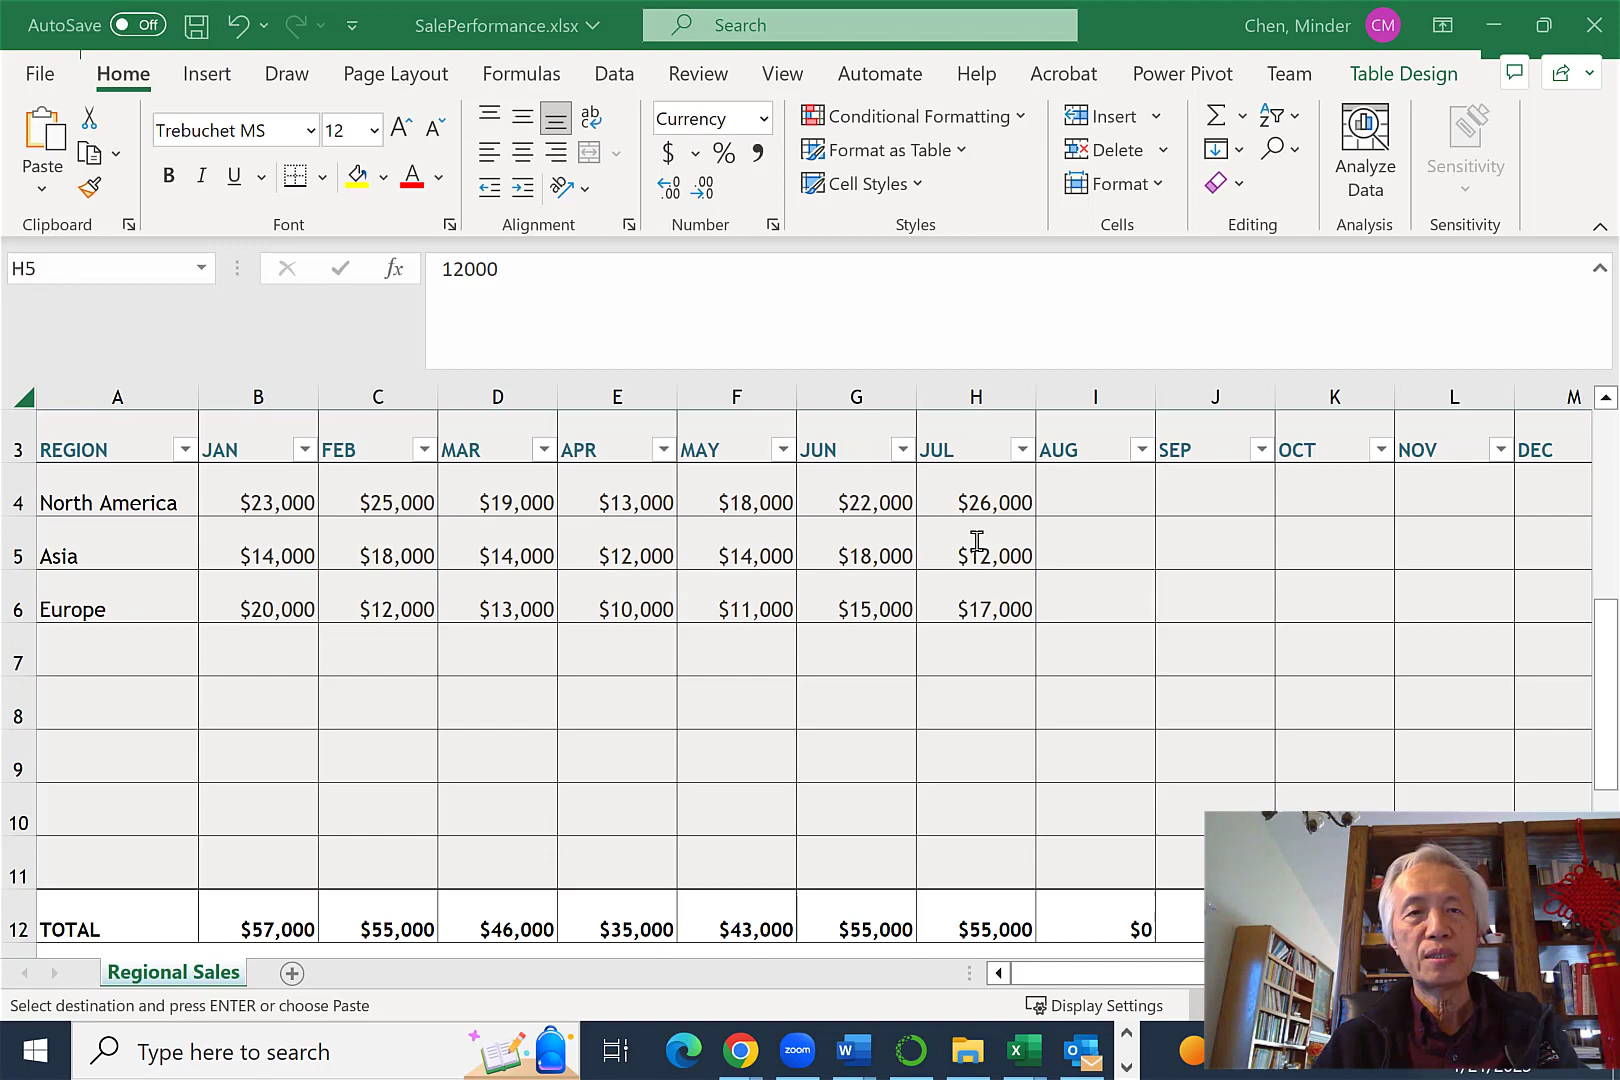 AutoSave Off SalePerformance.xlsx Search Chen, Minder CM
File Home Insert Draw Page Layout Formulas Data Review View Automate Help Acrobat Power Pivot Team Table Design
Paste
Clipboard
Trebuchet MS 12
B I U A
Font
ab
Alignment
Currency
$ % 9
Number
Conditional Formatting
Format as Table
Cell Styles
Styles
Insert
Delete
Format
Cells
Editing
Analyze
Data
Analysis
Sensitivity
Sensitivity
H5 fx 12000
A B C D E F G H I J K L M
3 REGION JAN FEB MAR APR MAY JUN JUL AUG SEP OCT NOV DEC
4 North America $23,000 $25,000 $19,000 $13,000 $18,000 $22,000 $26,000
5 Asia $14,000 $18,000 $14,000 $12,000 $14,000 $18,000 $12,000
6 Europe $20,000 $12,000 $13,000 $10,000 $11,000 $15,000 $17,000
7
8
9
10
11
12 TOTAL $57,000 $55,000 $46,000 $35,000 $43,000 $55,000 $55,000 $0
Regional Sales
Select destination and press ENTER or choose Paste Display Settings
Type here to search zoom